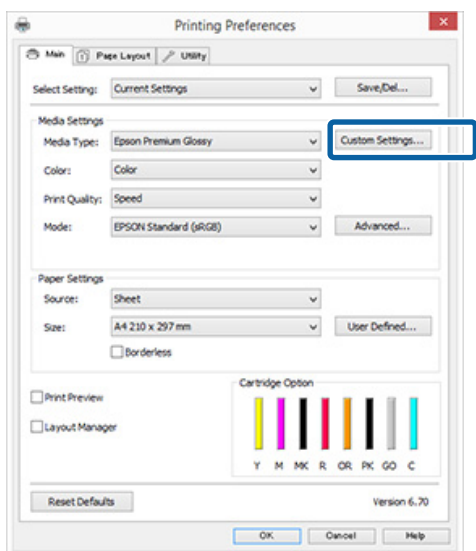 Printing Preferences
Main Page Layout Utility
Select Setting: Current Settings Save/Del...
Media Settings
Media Type: Epson Premium Glossy Custom Settings...
Color: Color
Print Quality: Speed
Mode: EPSON Standard (sRGB) Advanced...
Paper Settings
Source: Sheet
Size: A4 210 x 297 mm User Defined...
Borderless
Print Preview
Layout Manager
Cartridge Option
Y M MK R OR PK GO C
Reset Defaults Version 6.70
OK Cancel Help